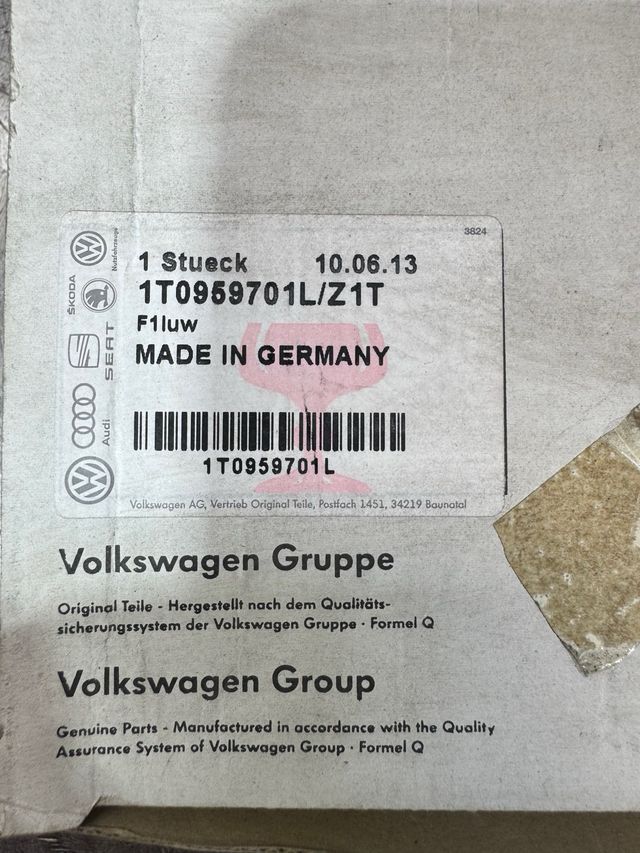 3824
1 Stueck 10.06.13
1T0959701L/Z1T
F1luw
MADE IN GERMANY
1T0959701L
Volkswagen AG, Vertrieb Original Teile, Postfach 1451, 34219 Baunatal
Nutzfahrzeuge
ŠKODA
SEAT
Audi
Volkswagen Gruppe
Original Teile - Hergestellt nach dem Qualitäts-
sicherungssystem der Volkswagen Gruppe · Formel Q
Volkswagen Group
Genuine Parts - Manufactured in accordance with the Quality
Assurance System of Volkswagen Group · Formel Q